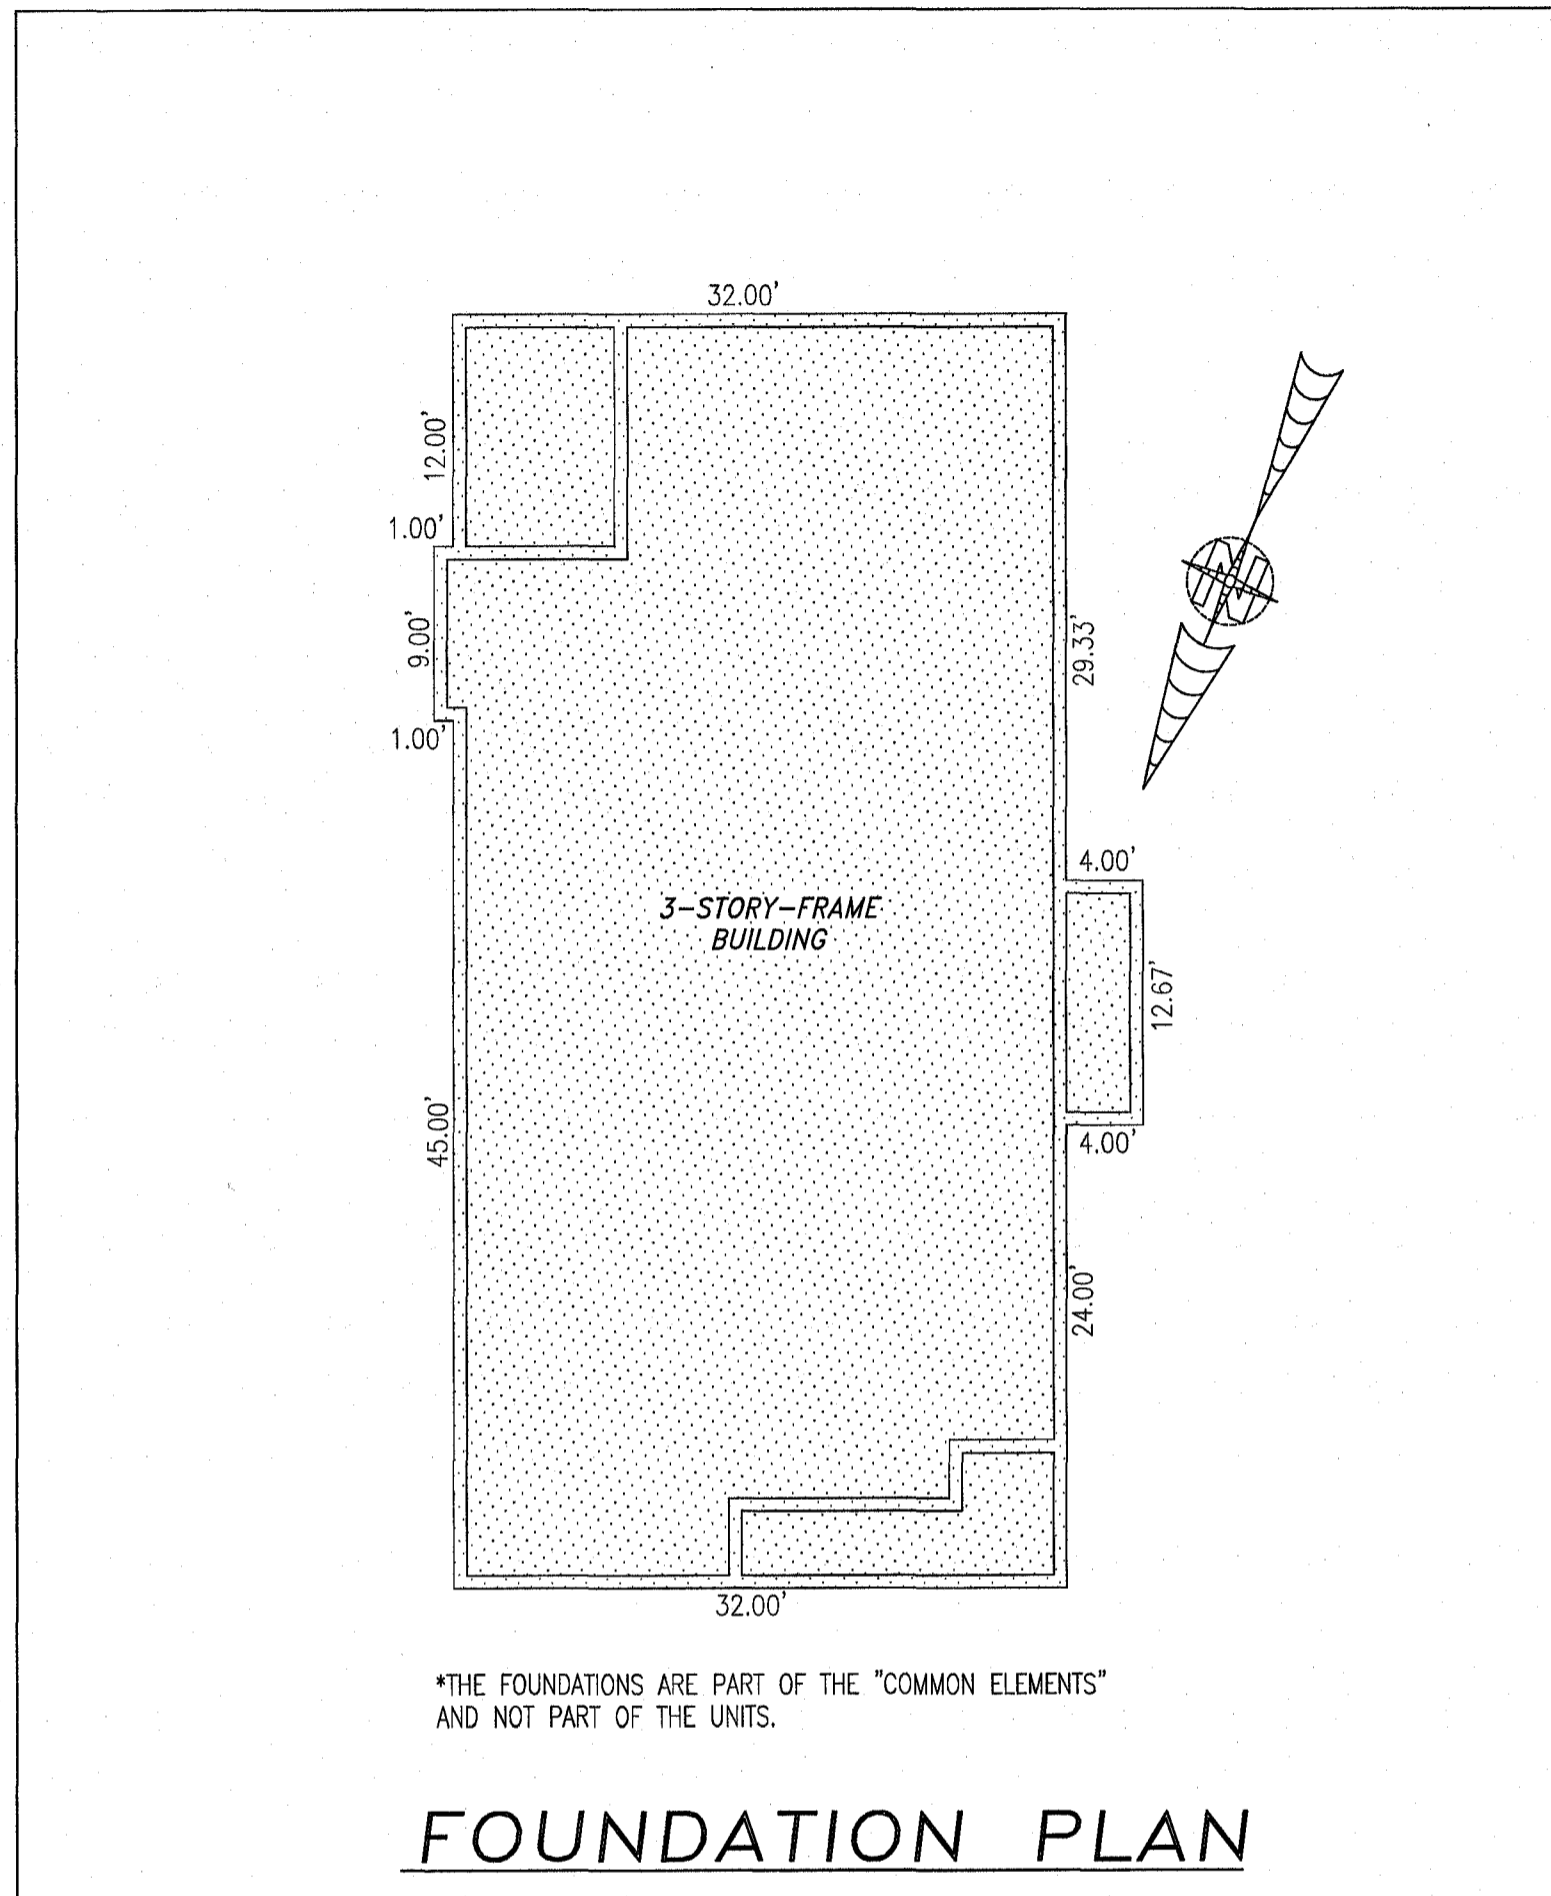 32.00'
12.00'
1.00'
9.00'
29.33'
1.00'
4.00'
3-STORY-FRAME
BUILDING
12.67'
45.00'
4.00'
24.00'
32.00'
*THE FOUNDATIONS ARE PART OF THE "COMMON ELEMENTS"
AND NOT PART OF THE UNITS.
FOUNDATION PLAN
N